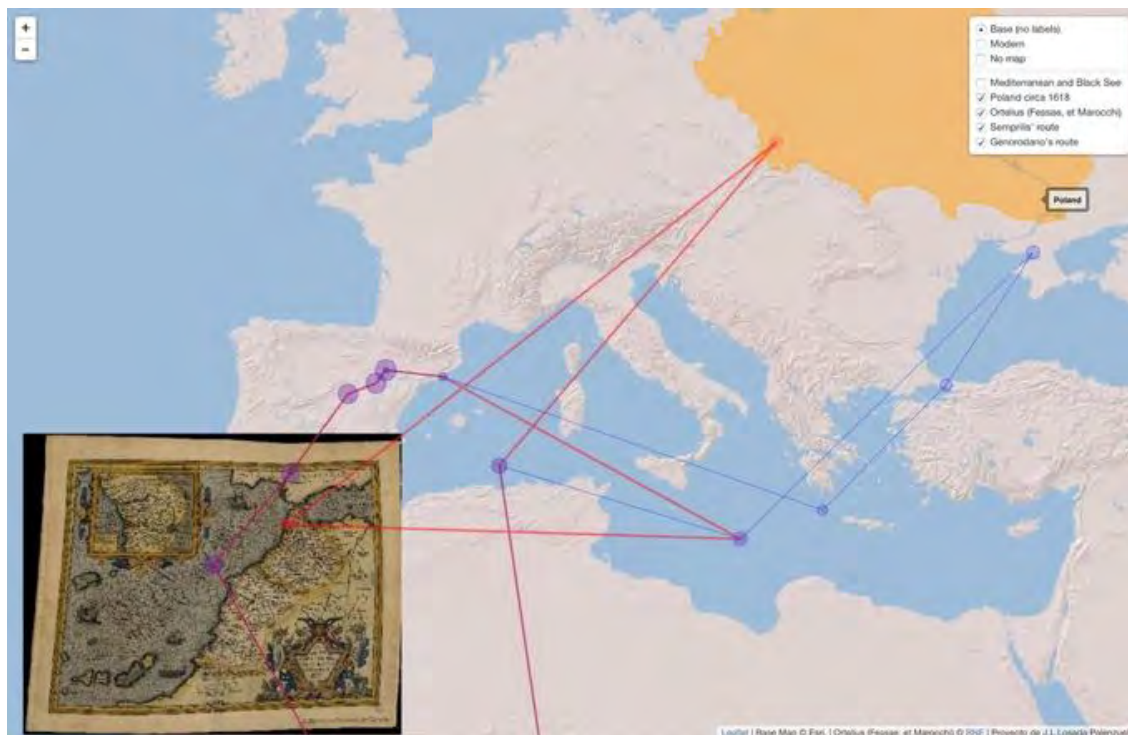 +
−
Base (no labels)
Modern
No map
Mediterranean and Black See
Poland circa 1618
Ortelius (Fessae, et Marocchi)
Semprilis' route
Genorodano's route
Poland
Leaflet | Base Map © Esri, | Ortelius (Fessae, et Marocchi) © BNE | Proyecto de J.L.Losada Palenzuela